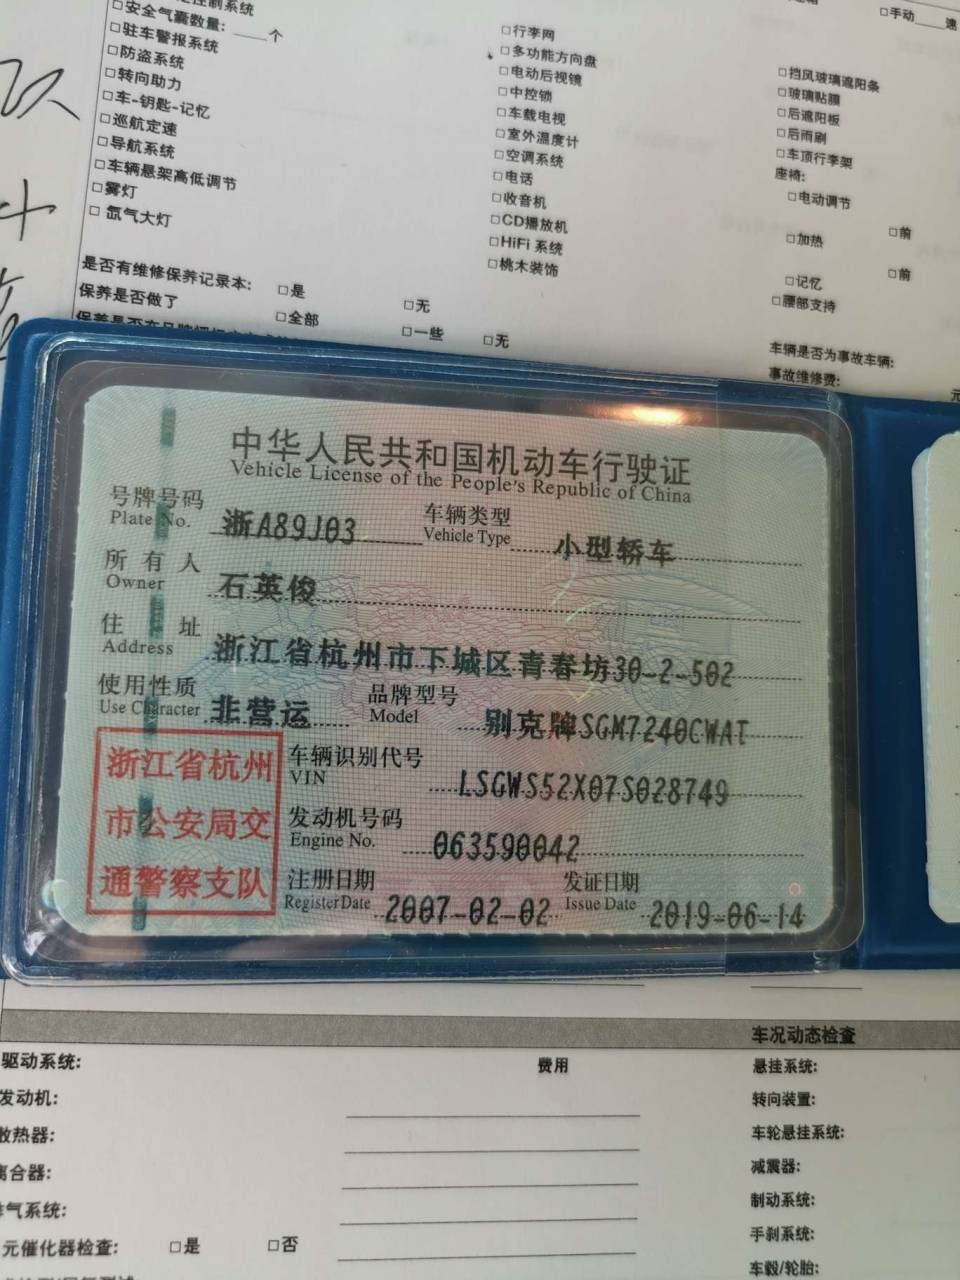 控制系统
□安全气囊数量: ____个
□驻车警报系统
□防盗系统
□转向助力
□车-钥匙-记忆
□巡航定速
□导航系统
□车辆悬架高低调节
□雾灯
□氙气大灯
□行李网
□多功能方向盘
□电动后视镜
□中控锁
□车载电视
□室外温度计
□空调系统
□电话
□收音机
□CD播放机
□HiFi 系统
□桃木装饰
□手动____速
□挡风玻璃遮阳条
□玻璃贴膜
□后遮阳板
□后雨刷
□车顶行李架
座椅:
□电动调节
□加热 □前
□记忆 □前
□腰部支持
是否有维修保养记录本: □是 □无
保养是否做了 □全部 □一些 □无
车辆是否为事故车辆:
事故维修费: 元
中华人民共和国机动车行驶证
Vehicle License of the People's Republic of China
号牌号码 浙A89J03 车辆类型 小型轿车
Plate No. Vehicle Type
所有人 石英俊
Owner
住址 浙江省杭州市下城区青春坊30-2-502
Address
使用性质 非营运 品牌型号 别克牌SGM7240CWAT
Use Character Model
浙江省杭州
市公安局交
通警察支队
车辆识别代号 LSGWS52X07S028749
VIN
发动机号码 063590042
Engine No.
注册日期 2007-02-02 发证日期 2019-06-14
Register Date Issue Date
驱动系统: 费用
发动机:
散热器:
离合器:
气系统:
元催化器检查: □是 □否
车况动态检查
悬挂系统:
转向装置:
车轮悬挂系统:
减震器:
制动系统:
手刹系统:
车毂/轮胎: